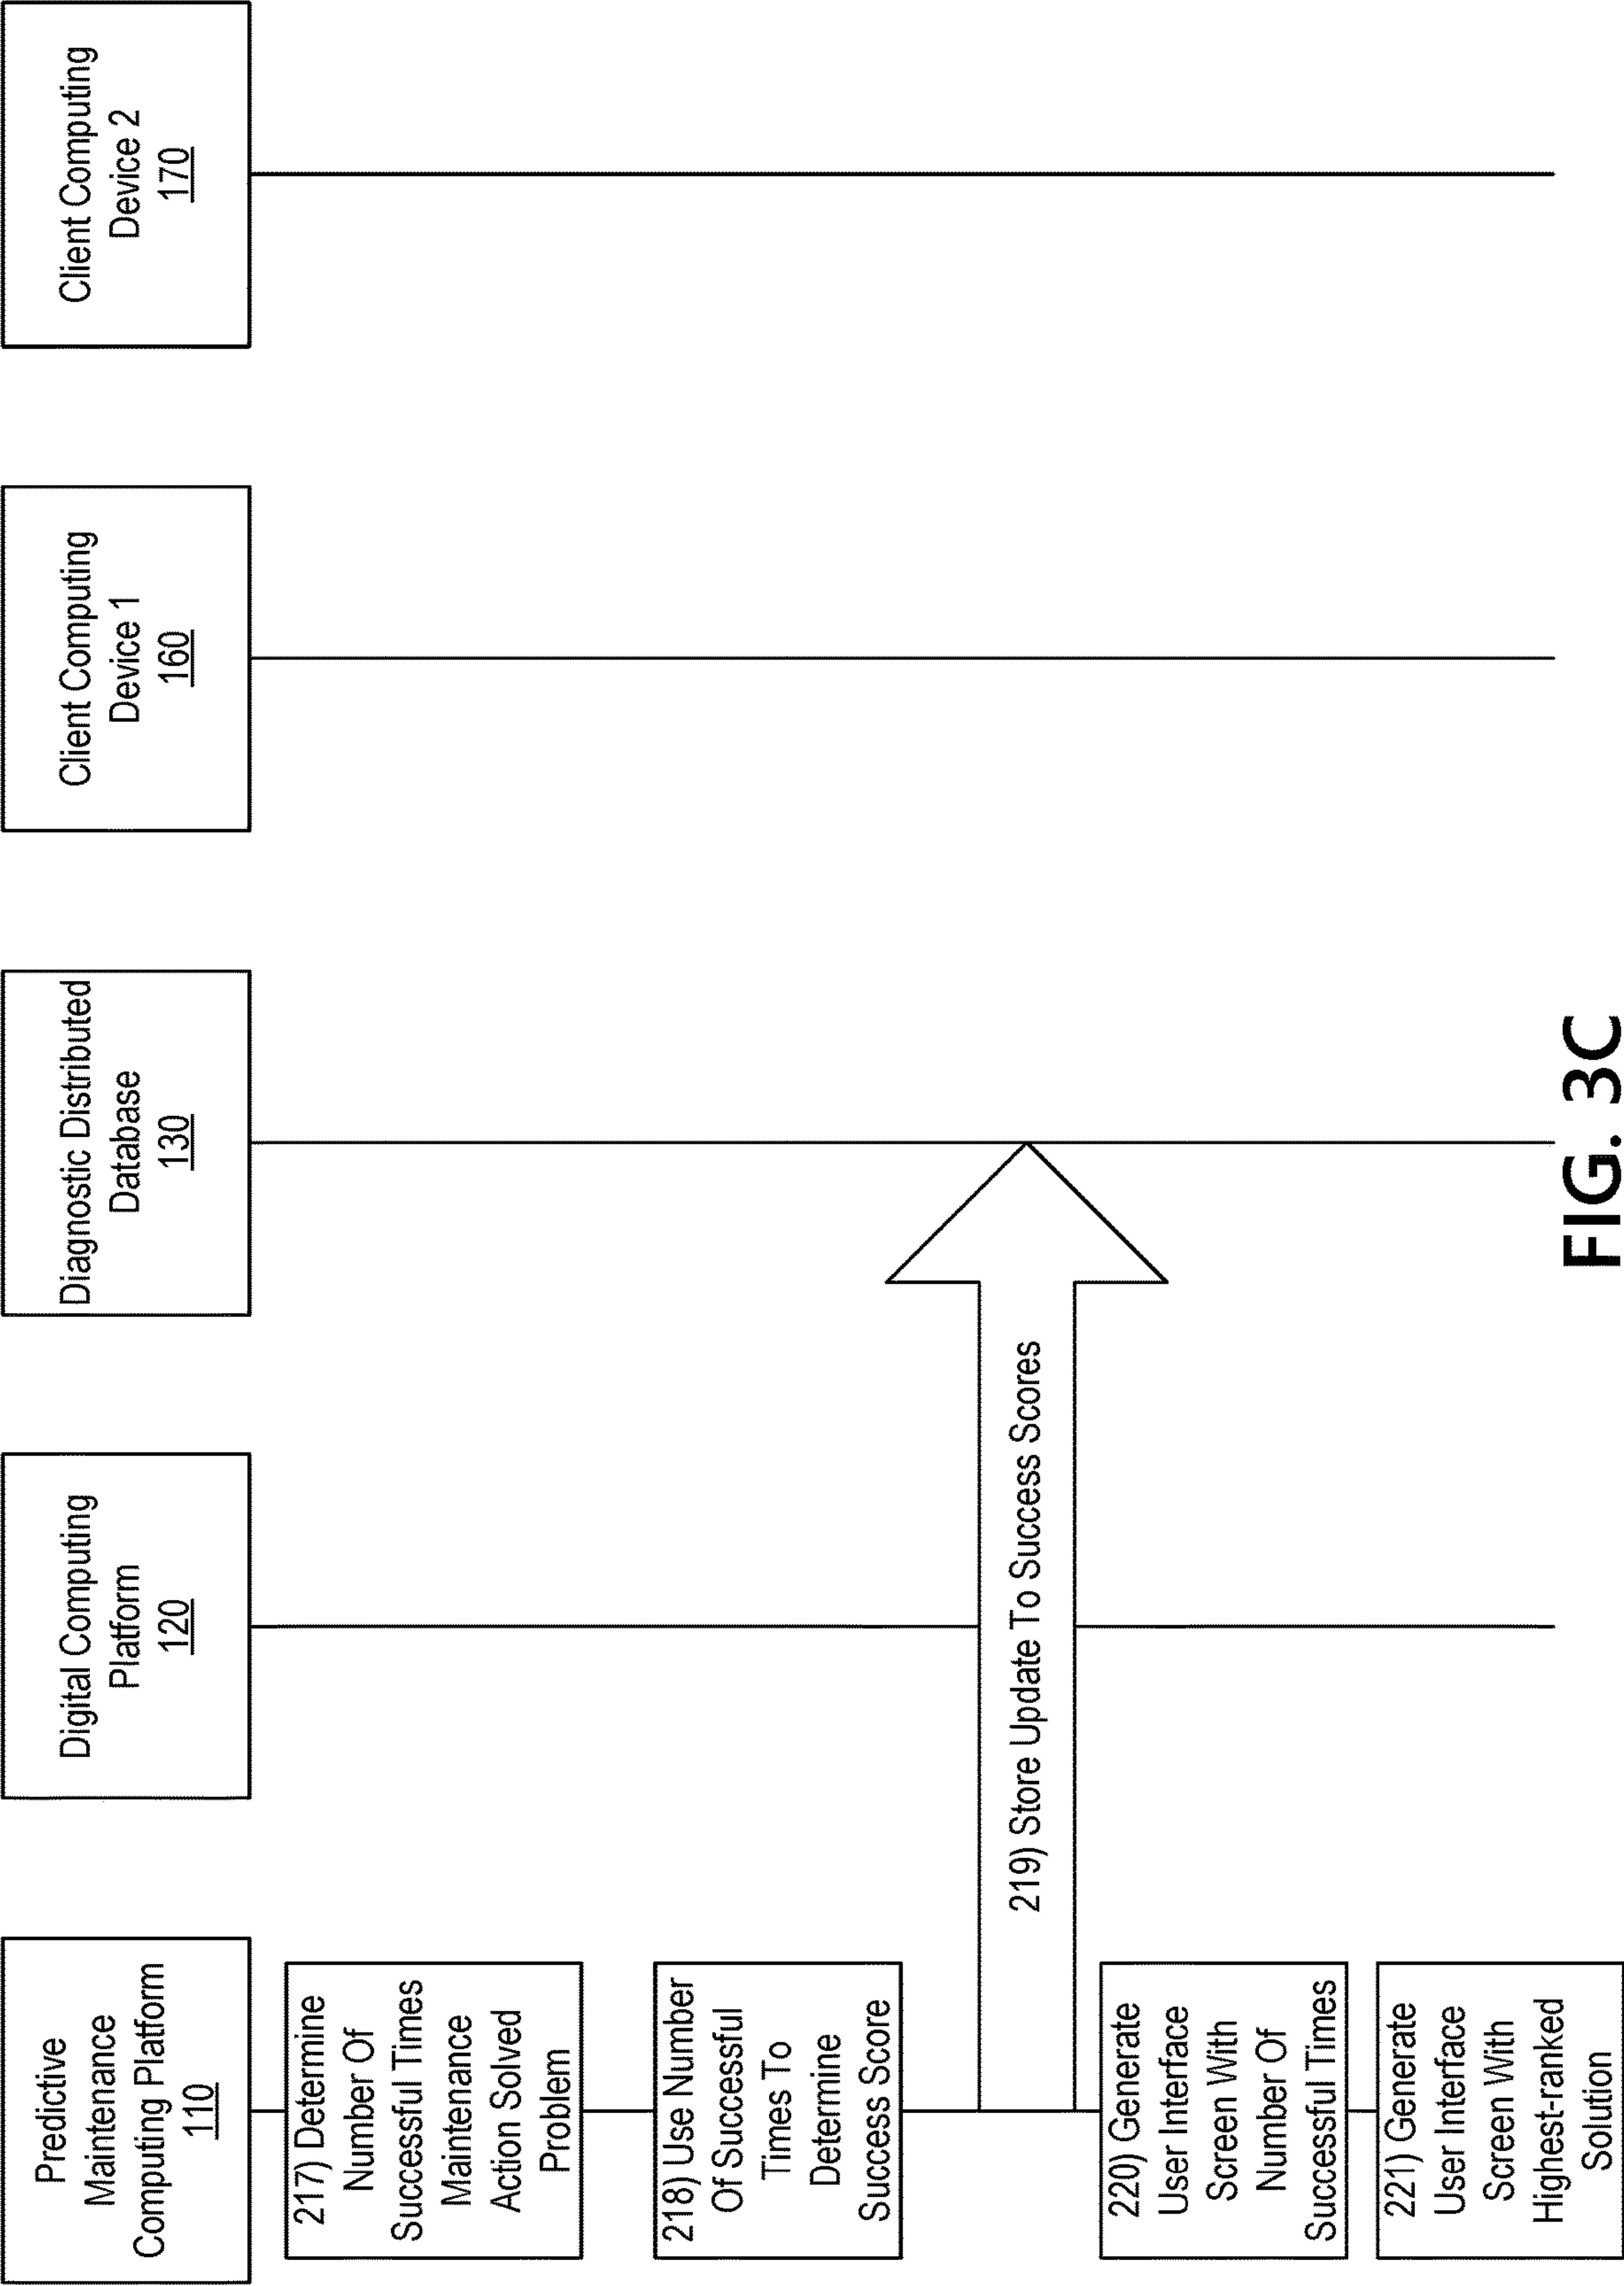 Predictive
Maintenance
Computing Platform
110
Digital Computing
Platform
120
Diagnostic Distributed
Database
130
Client Computing
Device 1
160
Client Computing
Device 2
170
217) Determine
Number Of
Successful Times
Maintenance
Action Solved
Problem
218) Use Number
Of Successful
Times To
Determine
Success Score
219) Store Update To Success Scores
220) Generate
User Interface
Screen With
Number Of
Successful Times
221) Generate
User Interface
Screen With
Highest-ranked
Solution
FIG. 3C